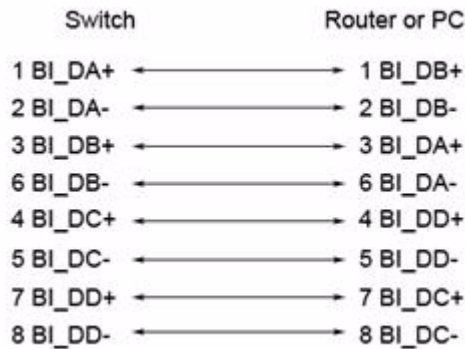 Switch Router or PC
1 BI_DA+ 1 BI_DB+
2 BI_DA- 2 BI_DB-
3 BI_DB+ 3 BI_DA+
6 BI_DB- 6 BI_DA-
4 BI_DC+ 4 BI_DD+
5 BI_DC- 5 BI_DD-
7 BI_DD+ 7 BI_DC+
8 BI_DD- 8 BI_DC-